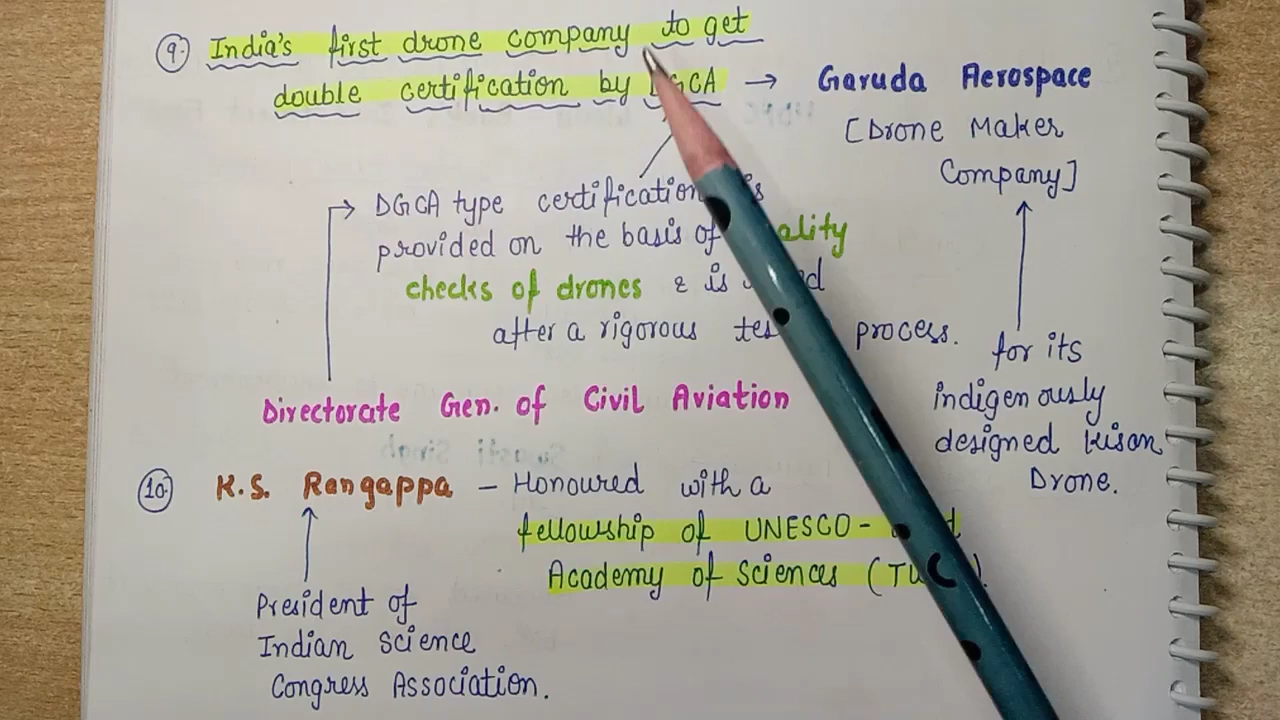 9. India's first drone company to get
double certification by DGCA → Garuda Aerospace
[Drone Maker
Company]
DGCA type certification is
provided on the basis of
checks of drones & is
after a rigorous process.
for its
indigenously
designed Kisan
Drone.
Directorate Gen. of Civil Aviation
10. K.S. Rangappa – Honoured with a
fellowship of UNESCO-
Academy of Sciences
President of
Indian Science
Congress Association.